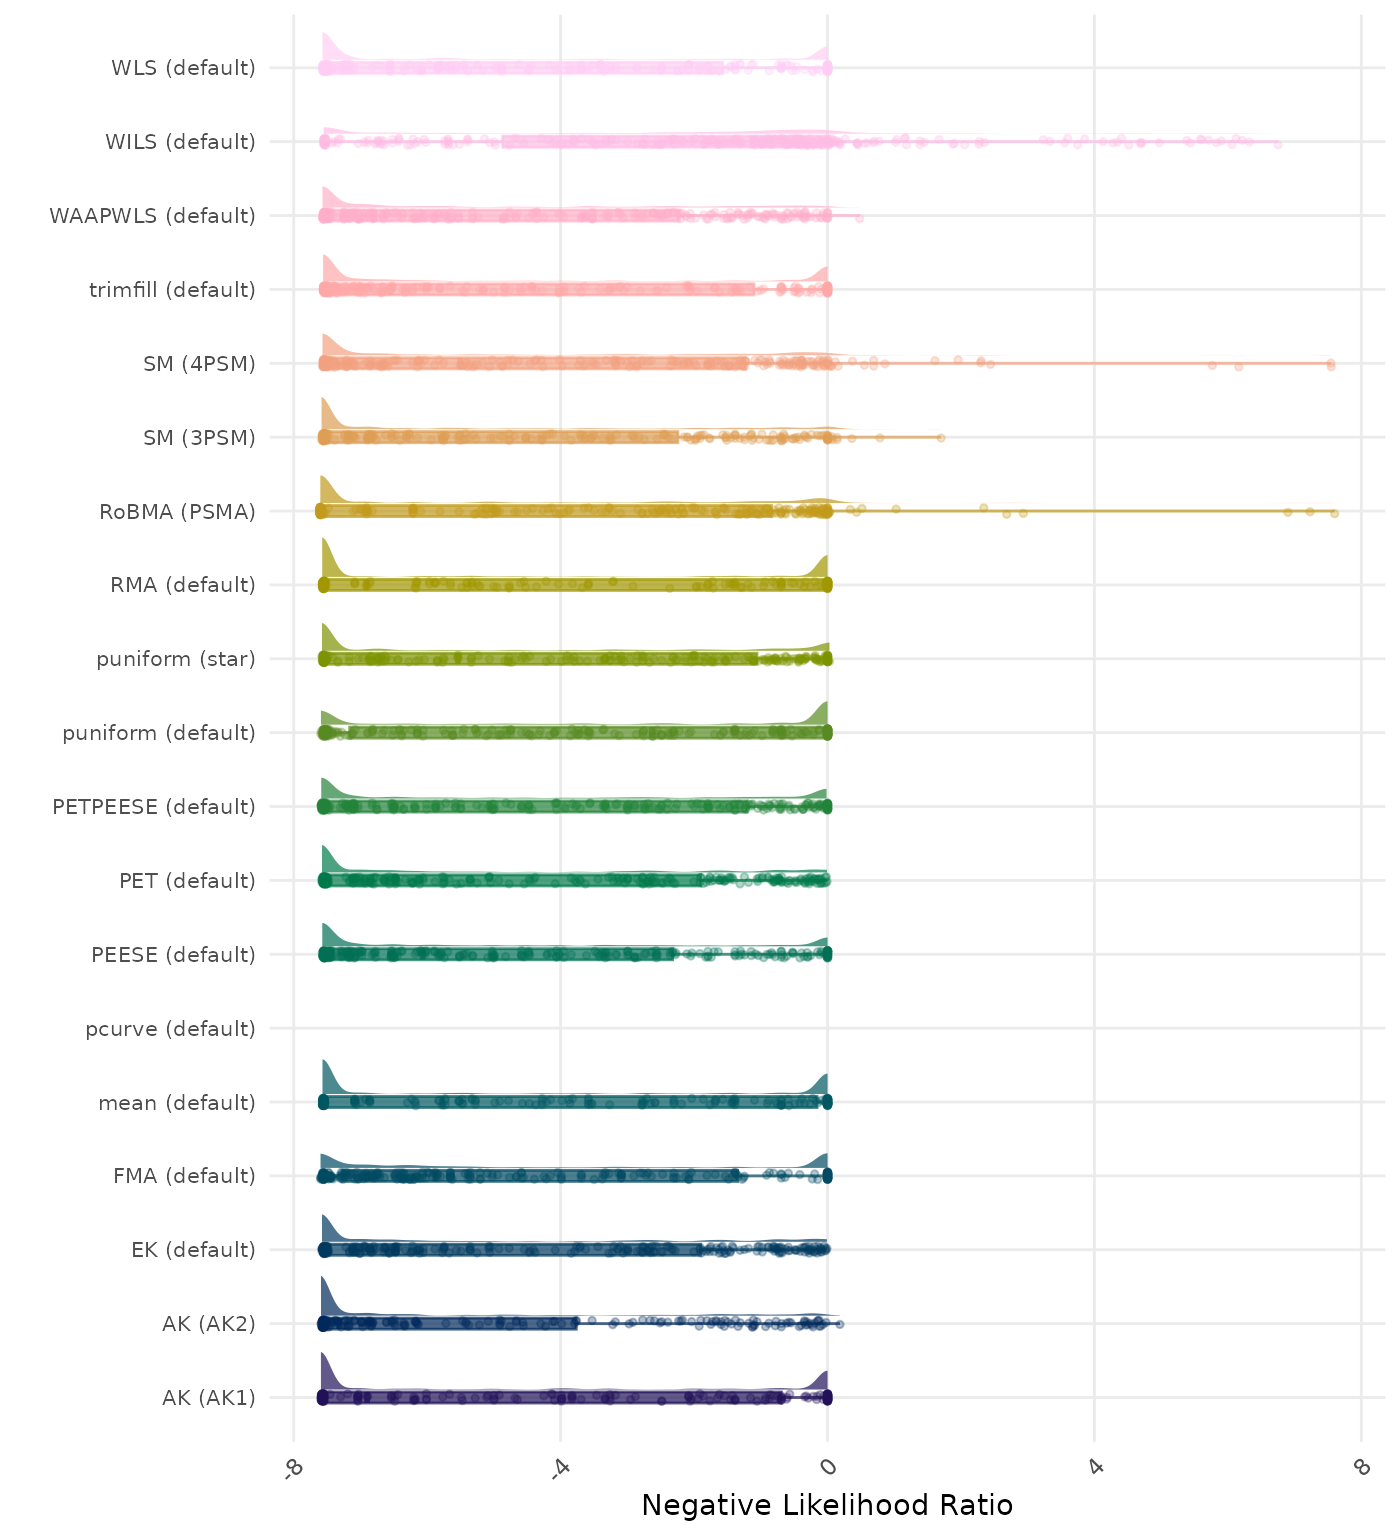 WLS (default)
WILS (default)
WAAPWLS (default)
trimfill (default)
SM (4PSM)
SM (3PSM)
RoBMA (PSMA)
RMA (default)
puniform (star)
puniform (default)
PETPEESE (default)
PET (default)
PEESE (default)
pcurve (default)
mean (default)
FMA (default)
EK (default)
AK (AK2)
AK (AK1)
-8 -4 0 4 8
Negative Likelihood Ratio